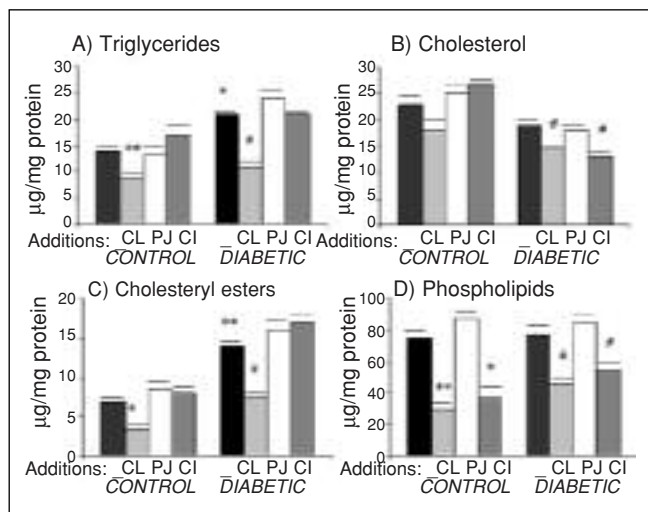 A) Triglycerides
µg/mg protein
30
25
20
15
10
5
0
**
*
#
Additions: _ CL PJ CI _ CL PJ CI
CONTROL DIABETIC
B) Cholesterol
µg/mg protein
30
25
20
15
10
5
0
#
#
Additions: _ CL PJ CI _ CL PJ CI
CONTROL DIABETIC
C) Cholesteryl esters
µg/mg protein
20
15
10
5
0
*
**
#
Additions: _ CL PJ CI _ CL PJ CI
CONTROL DIABETIC
D) Phospholipids
µg/mg protein
100
80
60
40
20
0
**
*
#
#
Additions: _ CL PJ CI _ CL PJ CI
CONTROL DIABETIC